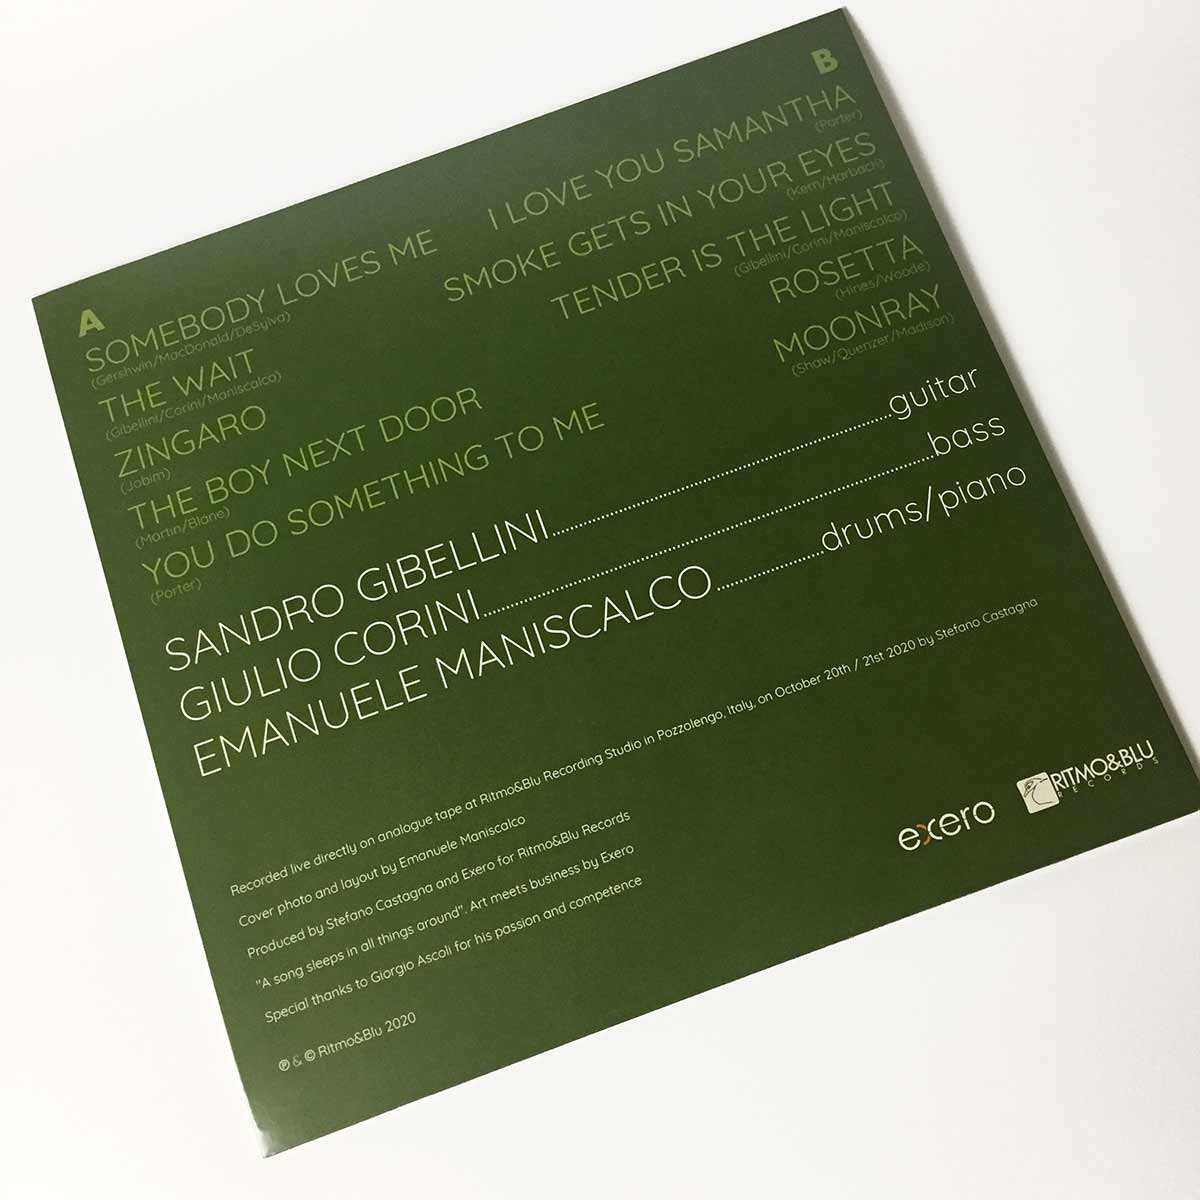 A
SOMEBODY LOVES ME
(Gershwin/MacDonald/DeSylva)
THE WAIT
(Gibellini/Corini/Maniscalco)
ZINGARO
(Jobim)
THE BOY NEXT DOOR
(Martin/Blane)
YOU DO SOMETHING TO ME
(Porter)
B
I LOVE YOU SAMANTHA
(Porter)
SMOKE GETS IN YOUR EYES
(Kern/Harbach)
TENDER IS THE LIGHT
(Gibellini/Corini/Maniscalco)
ROSETTA
(Hines/Woode)
MOONRAY
(Shaw/Quenzer/Madison)
SANDRO GIBELLINI..........guitar
GIULIO CORINI..........bass
EMANUELE MANISCALCO..........drums/piano
Recorded live directly on analogue tape at Ritmo&Blu Recording Studio in Pozzolengo, Italy, on October 20th / 21st 2020 by Stefano Castagna
Cover photo and layout by Emanuele Maniscalco
Produced by Stefano Castagna and Exero for Ritmo&Blu Records
"A song sleeps in all things around". Art meets business by Exero
Special thanks to Giorgio Ascoli for his passion and competence
℗ & © Ritmo&Blu 2020
exero
RITMO&BLU
RECORDS